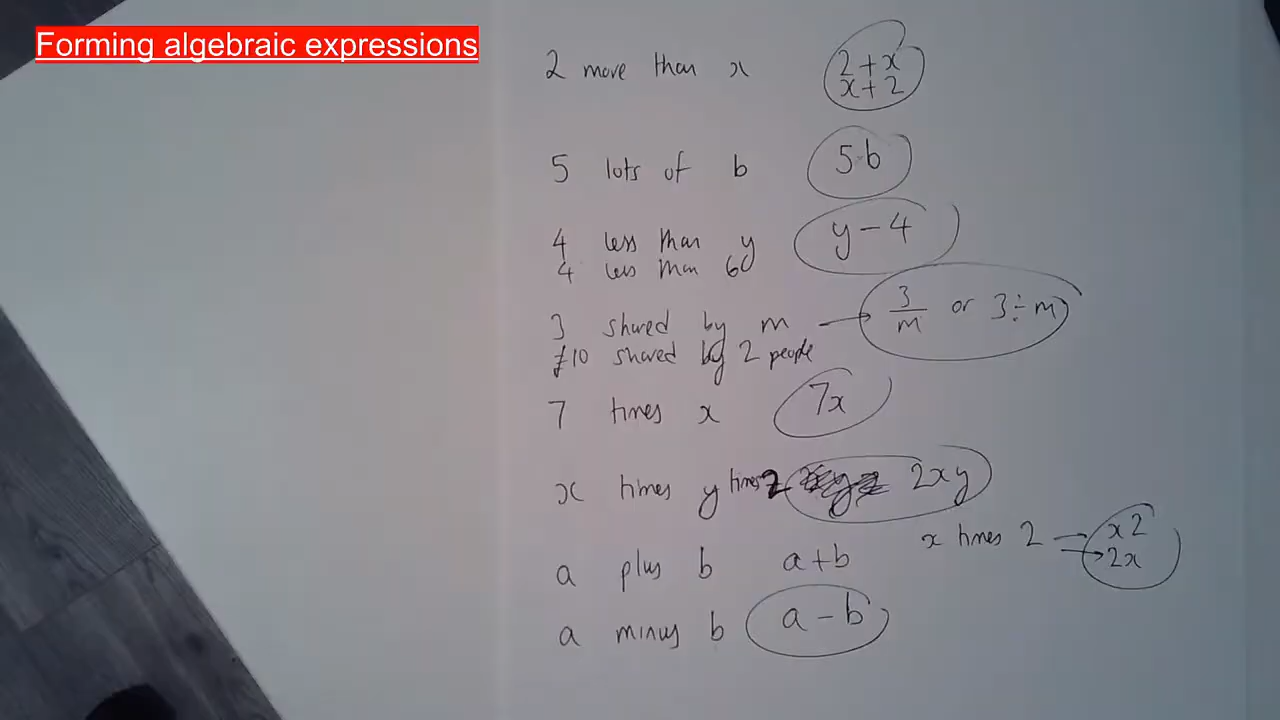 Forming algebraic expressions
2 more than x 2+x
x+2
5 lots of b 5b
4 less than y y-4
4 less than 60
3 shared by m → 3/m or 3÷m
£10 shared by 2 people
7 times x 7x
x times y times 2 2xy
x times 2 → x2
→ 2x
a plus b a+b
a minus b a-b